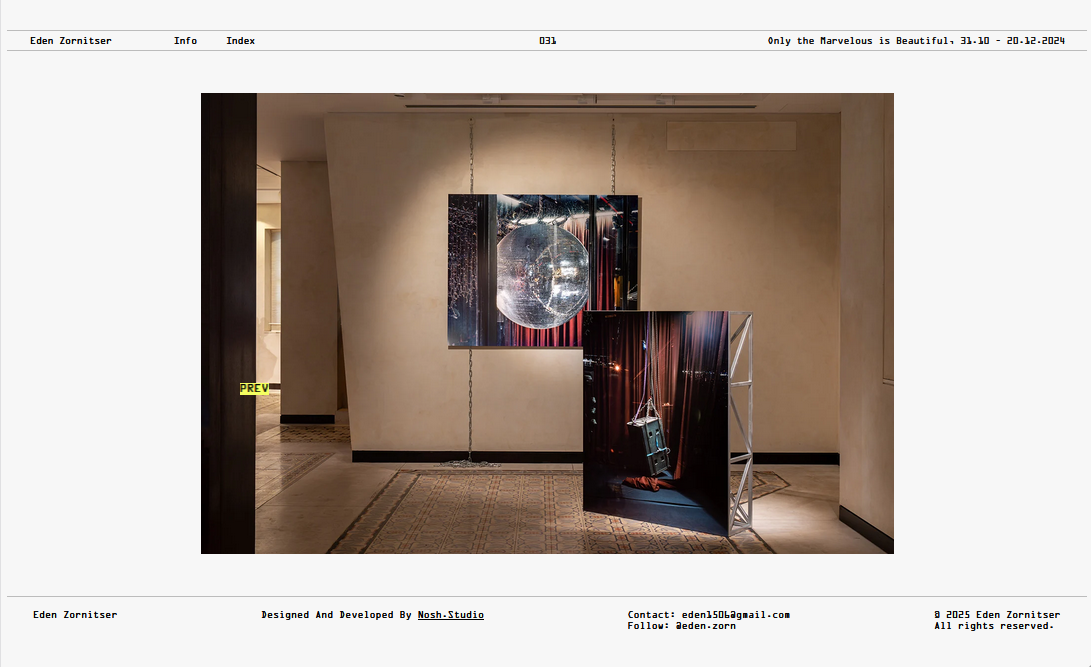 Eden Zornitser Info Index 031 Only the Marvelous is Beautiful, 31.10 - 20.12.2024
PREV
Eden Zornitser Designed And Developed By Nosh.Studio Contact: eden1506@gmail.com © 2025 Eden Zornitser
Follow: @eden.zorn All rights reserved.